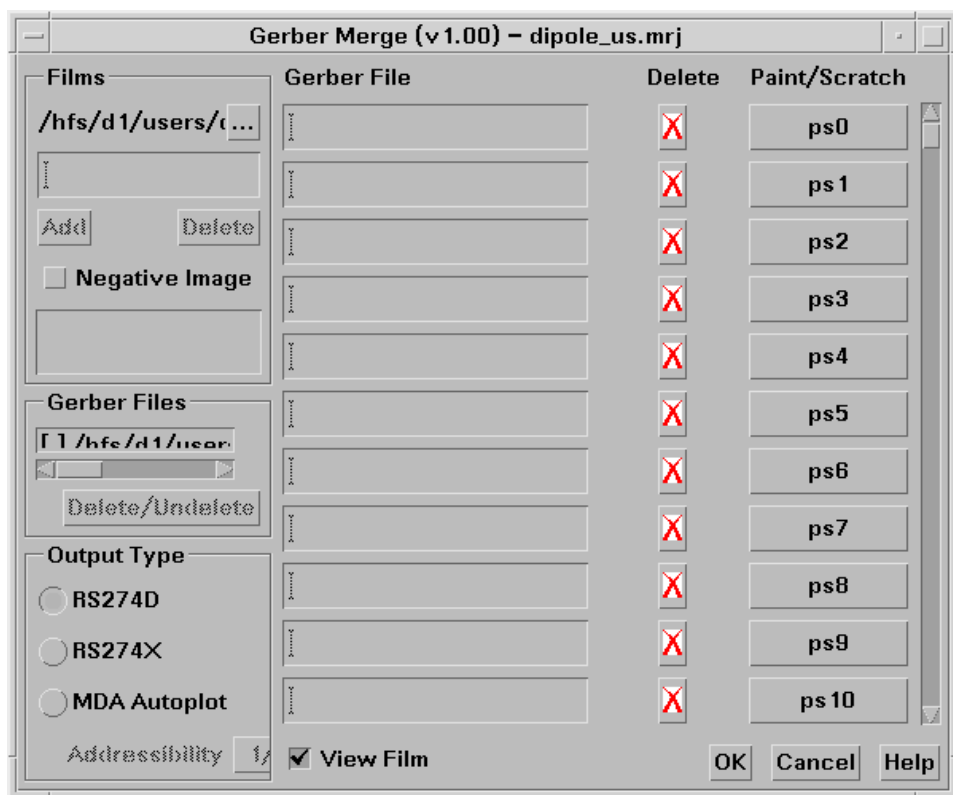 Gerber Merge (v1.00) – dipole_us.mrj
Films
/hfs/d1/users/ ...
Add Delete
Negative Image
Gerber Files
[ ] /hfs/d1/user
Delete/Undelete
Output Type
RS274D
RS274X
MDA Autoplot
Addressibility 1/
Gerber File Delete Paint/Scratch
X ps0
X ps1
X ps2
X ps3
X ps4
X ps5
X ps6
X ps7
X ps8
X ps9
X ps10
View Film
OK Cancel Help